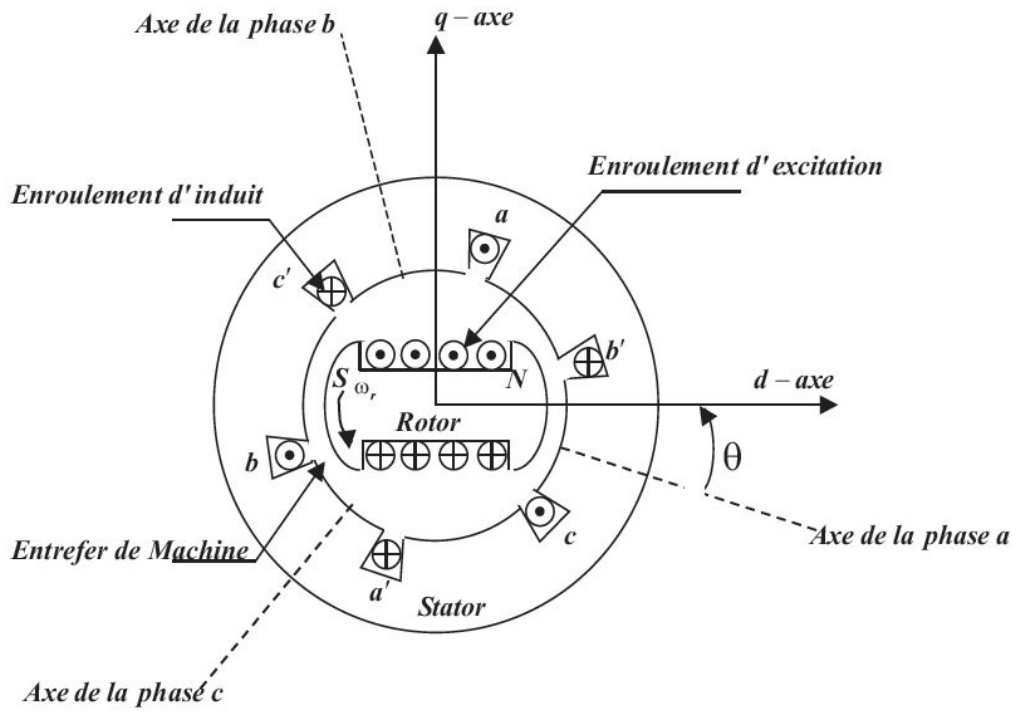 q – axe
Axe de la phase b
Enroulement d' excitation
Enroulement d' induit
a
c'
b'
S
ω_r
N
d – axe
Rotor
θ
b
c
Entrefer de Machine
Axe de la phase a
a'
Stator
Axe de la phase c